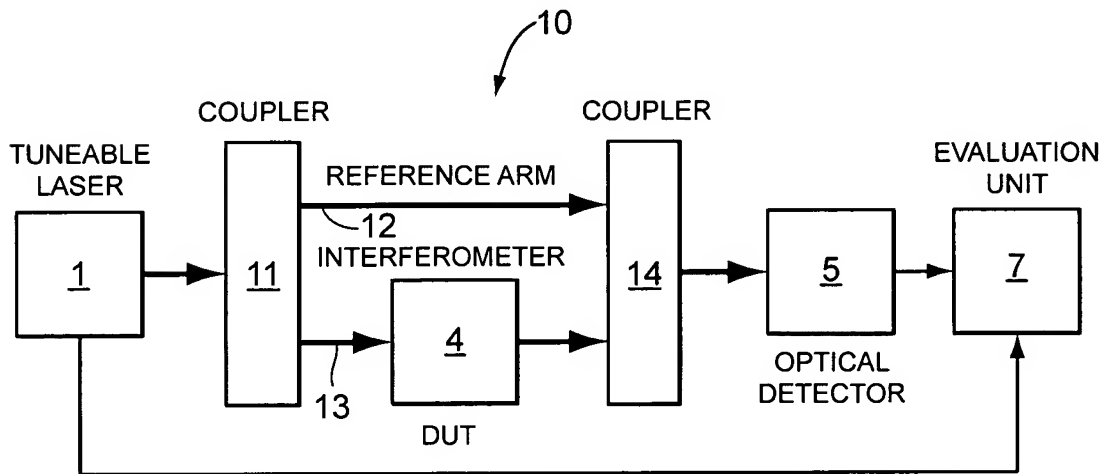 10
COUPLER
COUPLER
TUNEABLE
LASER
EVALUATION
UNIT
REFERENCE ARM
12
INTERFEROMETER
1
11
4
14
5
7
13
DUT
OPTICAL
DETECTOR